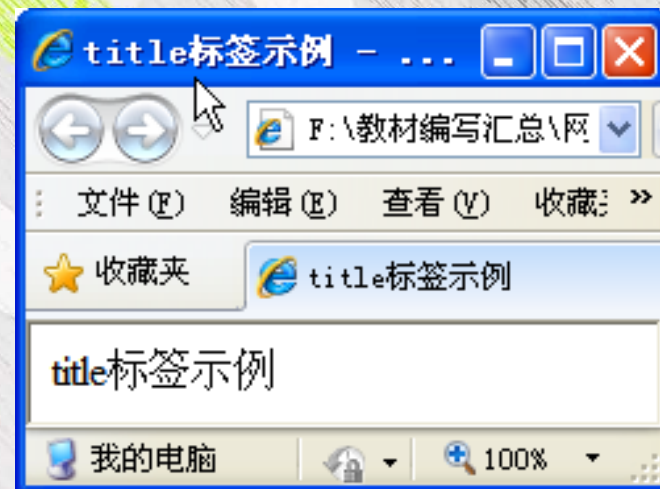 title标签示例 - ...
F:\教材编写汇总\网
文件(F) 编辑(E) 查看(V) 收藏 »
收藏夹 title标签示例
title标签示例
我的电脑 100%